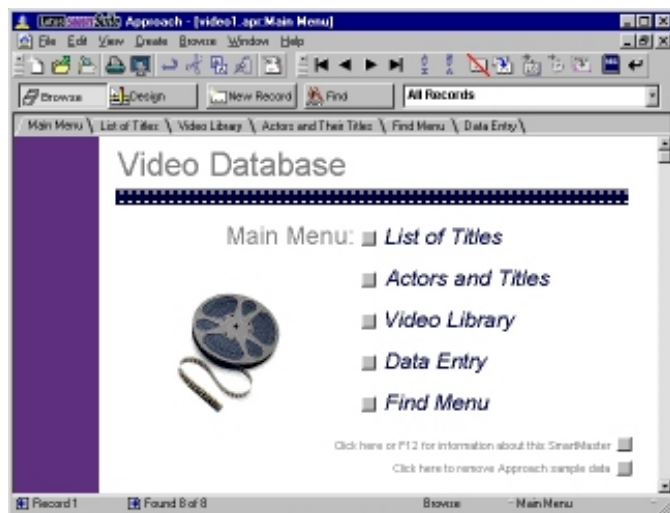 Lotus SmartSuite Approach - [video1.apr:Main Menu]
File Edit View Create Browse Window Help
Browse Design New Record Find All Records
Main Menu \ List of Titles \ Video Library \ Actors and Their Titles \ Find Menu \ Data Entry
Video Database
Main Menu: List of Titles
Actors and Titles
Video Library
Data Entry
Find Menu
Click here or F12 for information about this SmartMaster
Click here to remove Approach sample data
Record 1 Found 8 of 8 Browse Main Menu